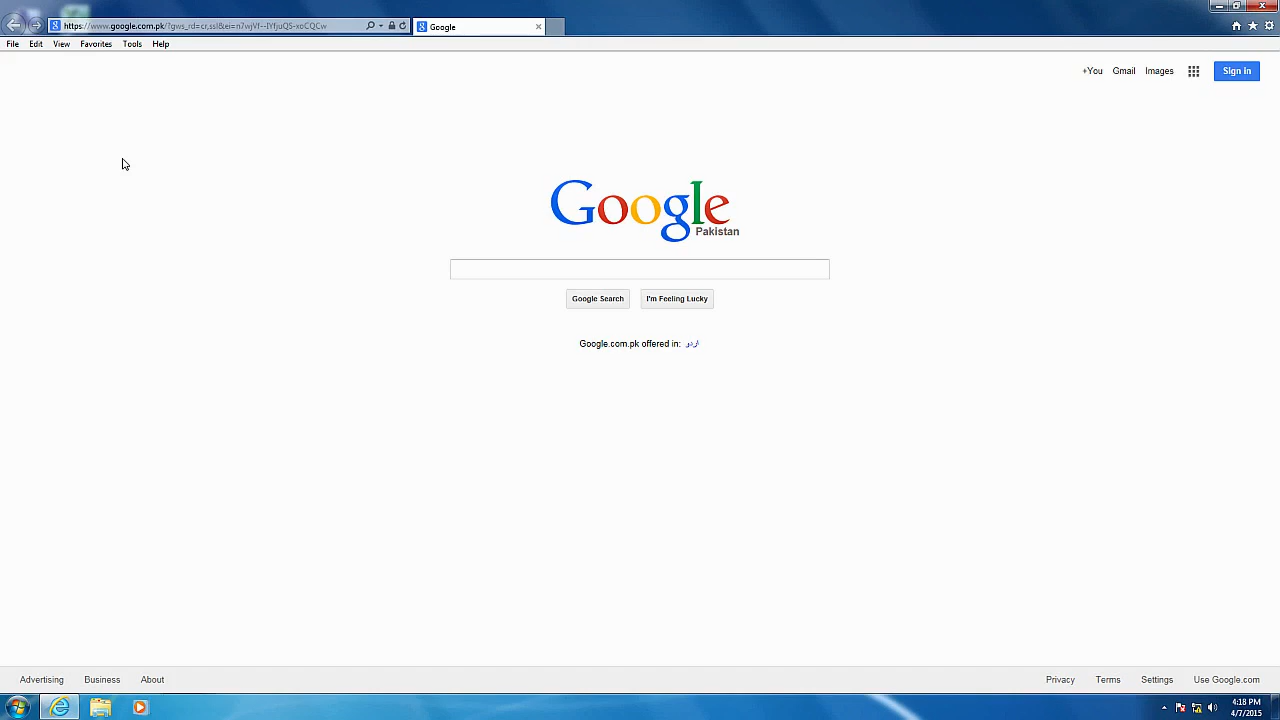 https://www.google.com.pk/?gws_rd=cr,ssl&ei=n7wjVf--IYfjuQS-xoCQCw
Google
File Edit View Favorites Tools Help
+You Gmail Images Sign in
Google
Pakistan
Google Search I'm Feeling Lucky
Google.com.pk offered in: اردو
Advertising Business About Privacy Terms Settings Use Google.com
4:18 PM
4/7/2015